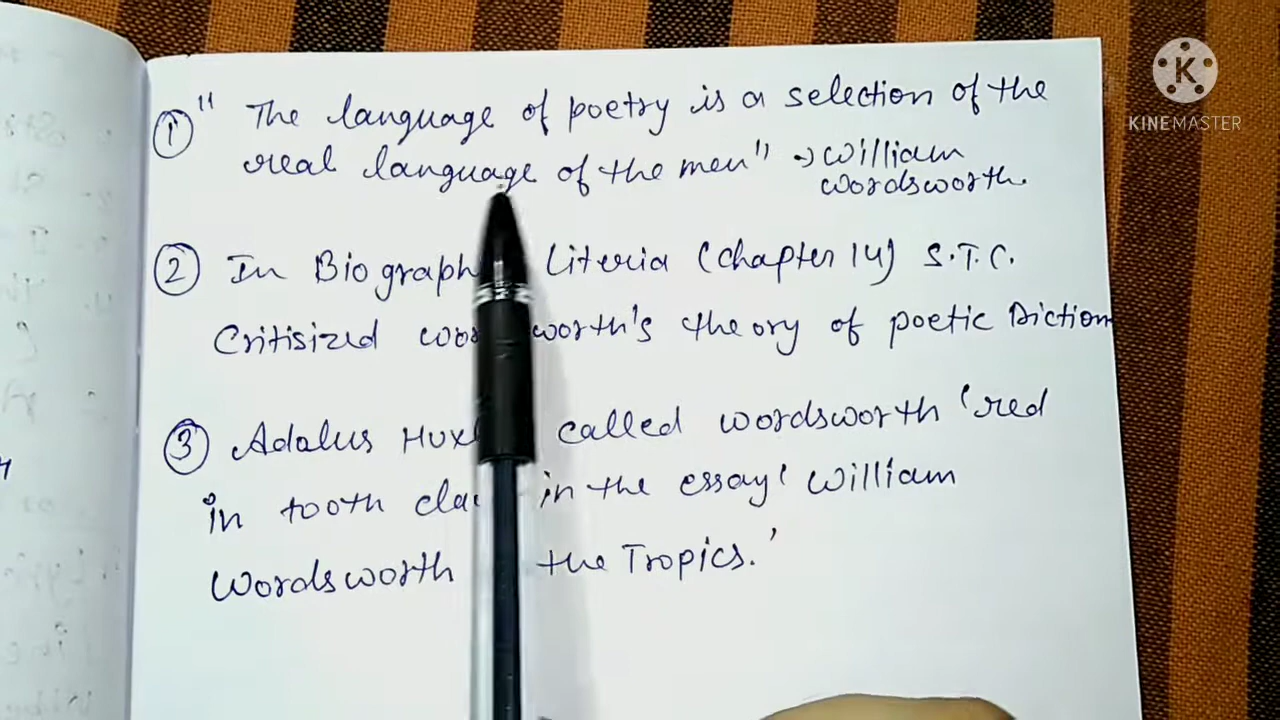 ① " The language of poetry is a selection of the
real language of the men" → William
Wordsworth.
② In Biograph Literia (Chapter 14) S.T.C.
Critisized worth's theory of poetic Diction
③ Adalus Hux called wordsworth 'red
in tooth cla in the essay ' William
Wordsworth the Tropics.'
KINEMASTER